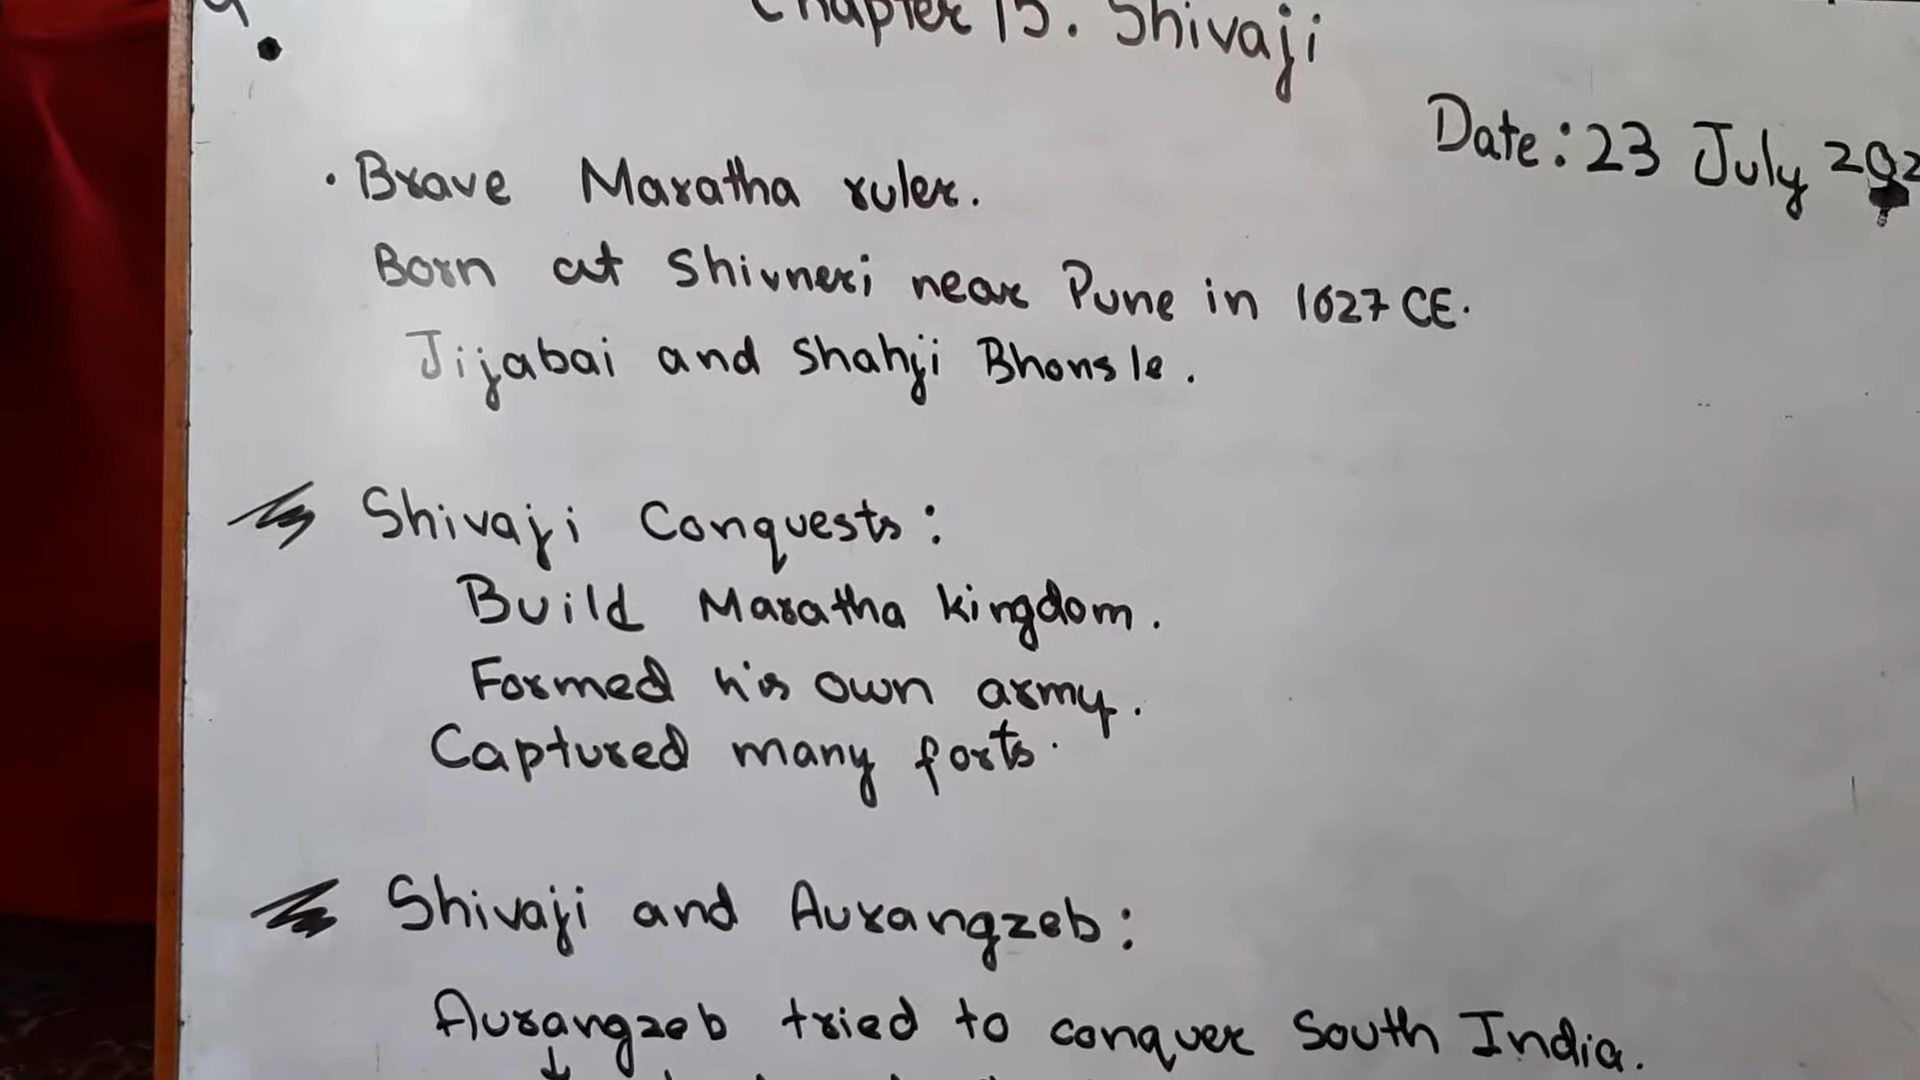 Chapter 15. Shivaji
Date: 23 July 202
· Brave Maratha ruler.
Born at Shivneri near Pune in 1627 CE.
Jijabai and Shahji Bhonsle.
Shivaji Conquests:
Build Maratha kingdom.
Formed his own army.
Captured many forts.
Shivaji and Aurangzeb:
Aurangzeb tried to conquer South India.
↓